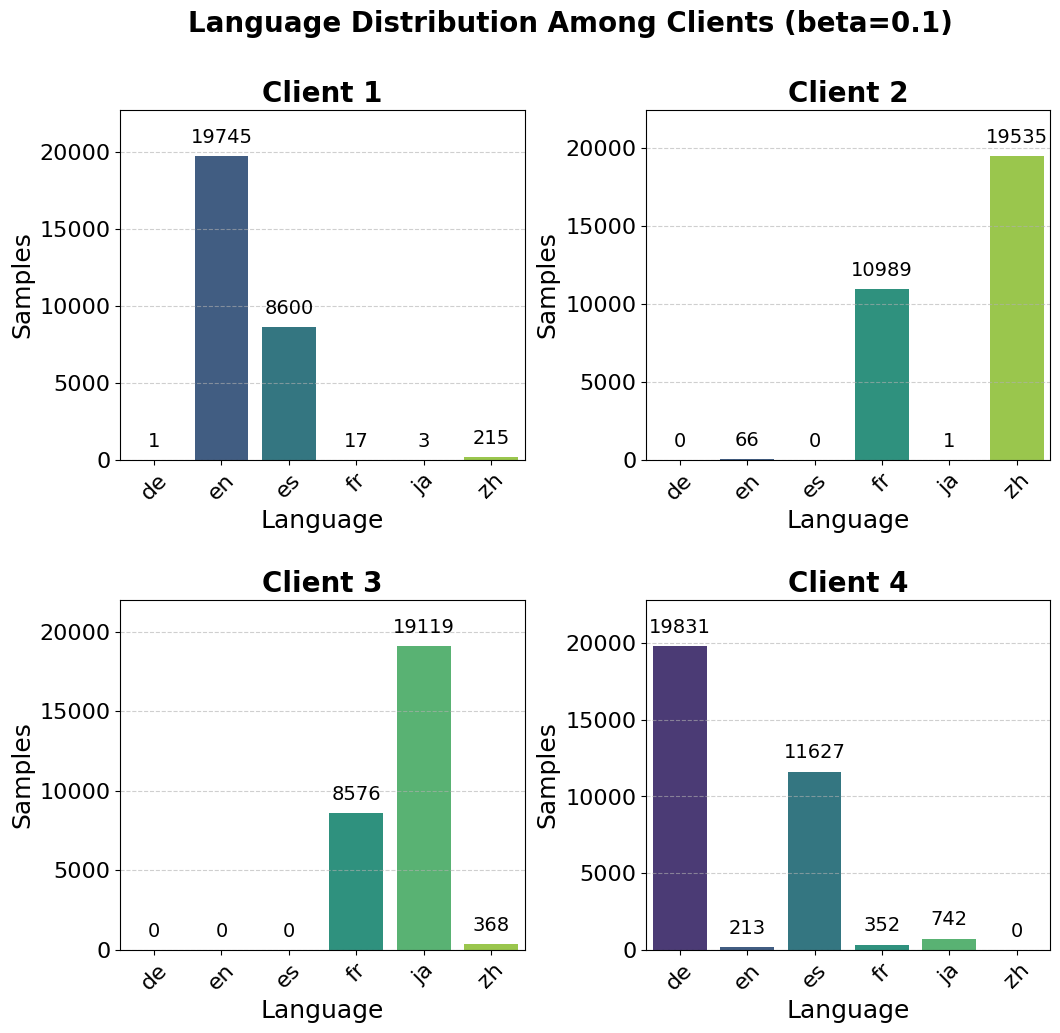 Language Distribution Among Clients (beta=0.1)
Client 1
Samples
20000
15000
10000
5000
0
1
19745
8600
17
3
215
de
en
es
fr
ja
zh
Language
Client 2
Samples
20000
15000
10000
5000
0
0
66
0
10989
1
19535
de
en
es
fr
ja
zh
Language
Client 3
Samples
20000
15000
10000
5000
0
0
0
0
8576
19119
368
de
en
es
fr
ja
zh
Language
Client 4
Samples
20000
15000
10000
5000
0
19831
213
11627
352
742
0
de
en
es
fr
ja
zh
Language